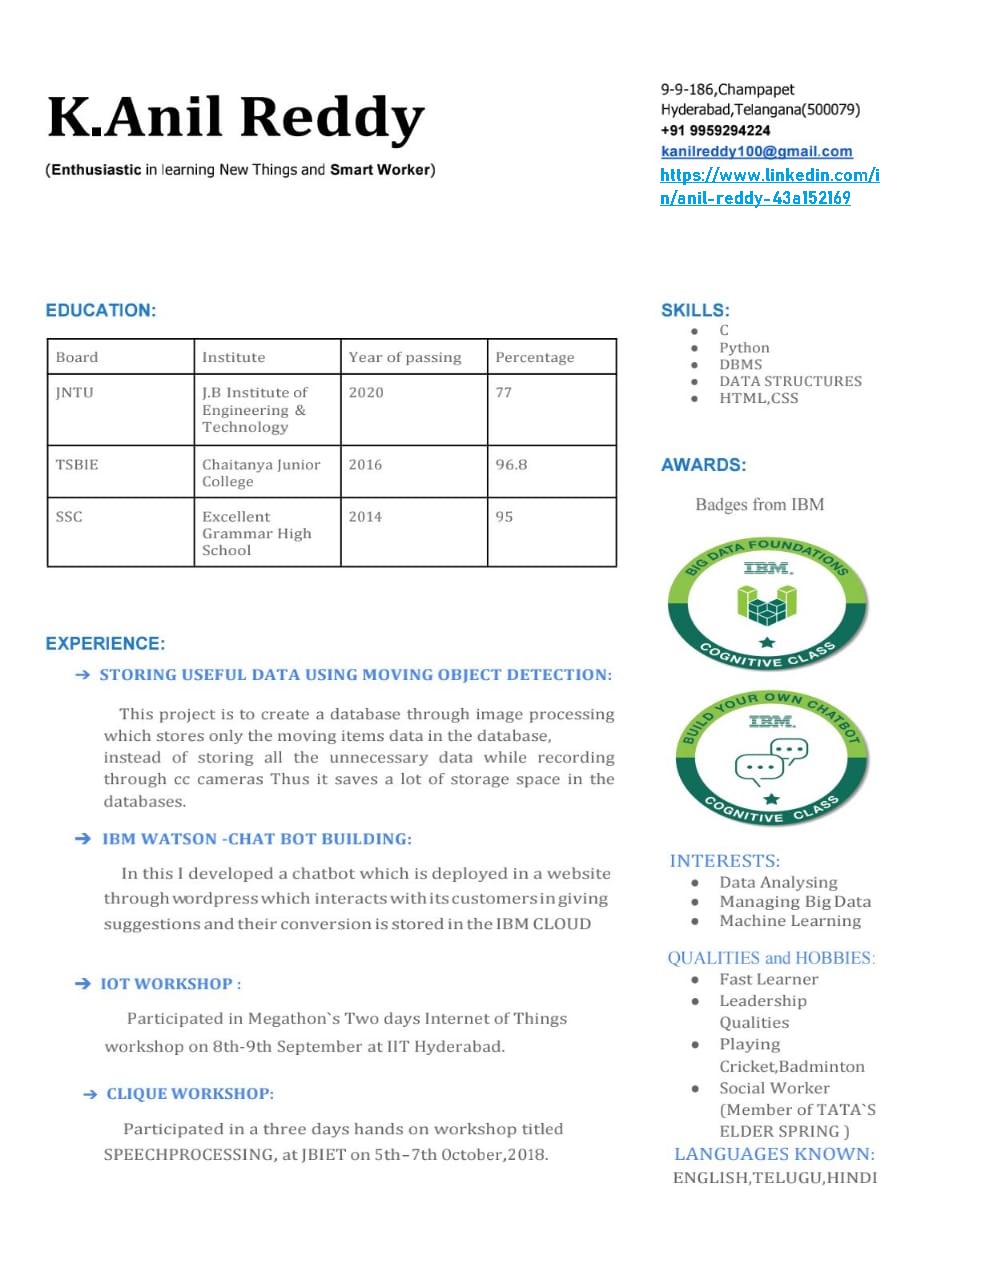 K.Anil Reddy
(Enthusiastic in learning New Things and Smart Worker)
9-9-186,Champapet
Hyderabad,Telangana(500079)
+91 9959294224
kanilreddy100@gmail.com
https://www.linkedin.com/i
n/anil-reddy-43a152169
EDUCATION:
Board Institute Year of passing Percentage
JNTU J.B Institute of 2020 77
Engineering &
Technology
TSBIE Chaitanya Junior 2016 96.8
College
SSC Excellent 2014 95
Grammar High
School
EXPERIENCE:
➔ STORING USEFUL DATA USING MOVING OBJECT DETECTION:
This project is to create a database through image processing
which stores only the moving items data in the database,
instead of storing all the unnecessary data while recording
through cc cameras Thus it saves a lot of storage space in the
databases.
➔ IBM WATSON -CHAT BOT BUILDING:
In this I developed a chatbot which is deployed in a website
through wordpress which interacts with its customers in giving
suggestions and their conversion is stored in the IBM CLOUD
➔ IOT WORKSHOP :
Participated in Megathon`s Two days Internet of Things
workshop on 8th-9th September at IIT Hyderabad.
➔ CLIQUE WORKSHOP:
Participated in a three days hands on workshop titled
SPEECHPROCESSING, at JBIET on 5th–7th October,2018.
SKILLS:
● C
● Python
● DBMS
● DATA STRUCTURES
● HTML,CSS
AWARDS:
Badges from IBM
BIG DATA FOUNDATIONS
IBM.
COGNITIVE CLASS
BUILD YOUR OWN CHATBOT
IBM.
COGNITIVE CLASS
INTERESTS:
● Data Analysing
● Managing Big Data
● Machine Learning
QUALITIES and HOBBIES:
● Fast Learner
● Leadership
Qualities
● Playing
Cricket,Badminton
● Social Worker
(Member of TATA`S
ELDER SPRING )
LANGUAGES KNOWN:
ENGLISH,TELUGU,HINDI